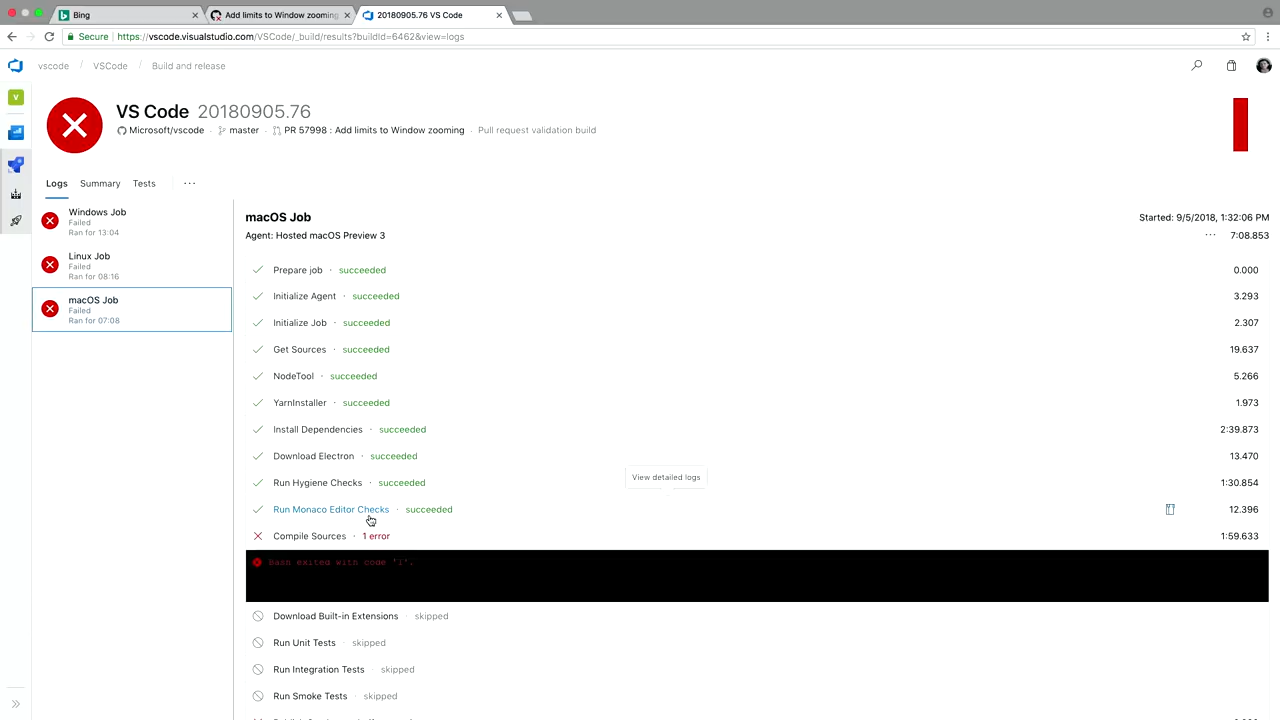 Bing
Add limits to Window zooming
20180905.76 VS Code
Secure
https://vscode.visualstudio.com/VSCode/_build/results?buildId=6462&view=logs
vscode / VSCode / Build and release
V
VS Code 20180905.76
Microsoft/vscode · master · PR 57998 : Add limits to Window zooming · Pull request validation build
Logs Summary Tests ···
Windows Job
Failed
Ran for 13:04
Linux Job
Failed
Ran for 08:16
macOS Job
Failed
Ran for 07:08
macOS Job
Started: 9/5/2018, 1:32:06 PM
Agent: Hosted macOS Preview 3
··· 7:08.853
Prepare job · succeeded 0.000
Initialize Agent · succeeded 3.293
Initialize Job · succeeded 2.307
Get Sources · succeeded 19.637
NodeTool · succeeded 5.266
YarnInstaller · succeeded 1.973
Install Dependencies · succeeded 2:39.873
Download Electron · succeeded 13.470
View detailed logs
Run Hygiene Checks · succeeded 1:30.854
Run Monaco Editor Checks · succeeded 12.396
Compile Sources · 1 error 1:59.633
Bash exited with code '1'.
Download Built-in Extensions · skipped
Run Unit Tests · skipped
Run Integration Tests · skipped
Run Smoke Tests · skipped